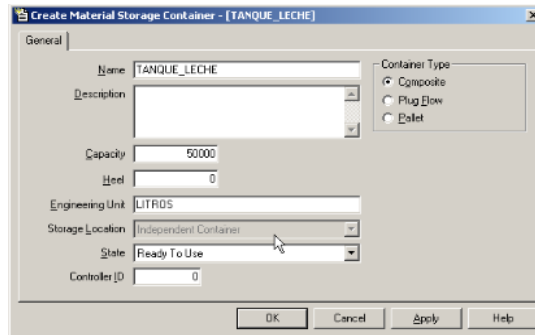 Create Material Storage Container - [TANQUE_LECHE]
General
Name TANQUE_LECHE
Description
Capacity 50000
Heel 0
Engineering Unit LITROS
Storage Location Independent Container
State Ready To Use
Controller ID 0
Container Type
Composite
Plug Flow
Pallet
OK Cancel Apply Help